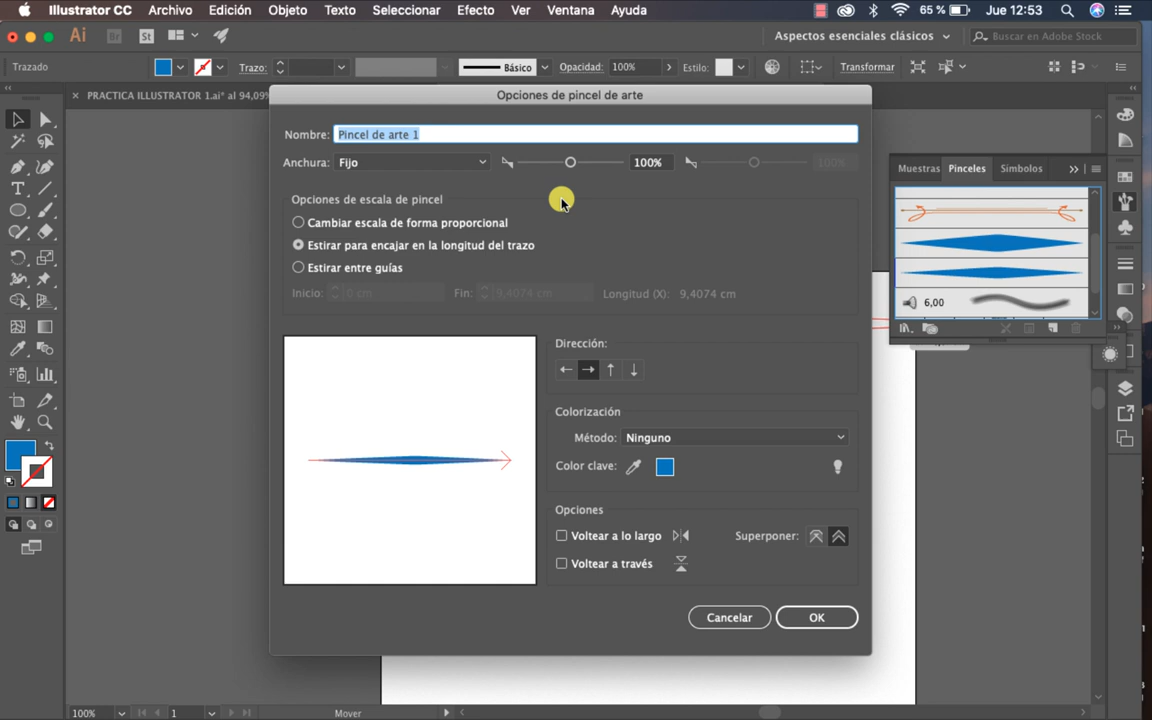 Illustrator CC Archivo Edición Objeto Texto Seleccionar Efecto Ver Ventana Ayuda 65 % Jue 12:53
Ai Br St Aspectos esenciales clásicos Buscar en Adobe Stock
Trazado Trazo: Básico Opacidad: 100% Estilo: Transformar
PRACTICA ILLUSTRATOR 1.ai* al 94,09%
Opciones de pincel de arte
Nombre: Pincel de arte 1
Anchura: Fijo 100% 100%
Muestras Pinceles Símbolos
Opciones de escala de pincel
Cambiar escala de forma proporcional
Estirar para encajar en la longitud del trazo
Estirar entre guías
Inicio: 0 cm Fin: 9,4074 cm Longitud (X): 9,4074 cm
6,00
Dirección:
Colorización
Método: Ninguno
Color clave:
Opciones
Voltear a lo largo Superponer:
Voltear a través
Cancelar OK
100% 1 Mover